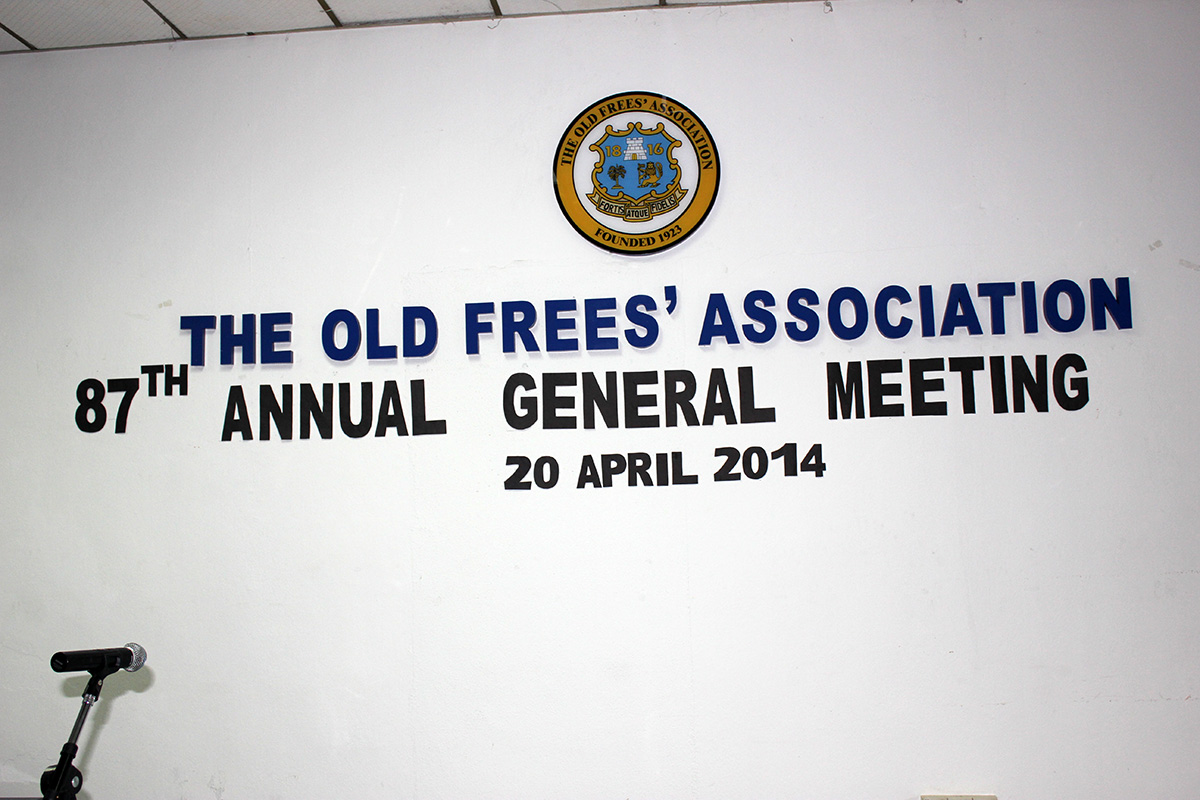 THE OLD FREES' ASSOCIATION
1816
FORTIS ATQUE FIDELIS
FOUNDED 1923
THE OLD FREES' ASSOCIATION
87TH ANNUAL GENERAL MEETING
20 APRIL 2014